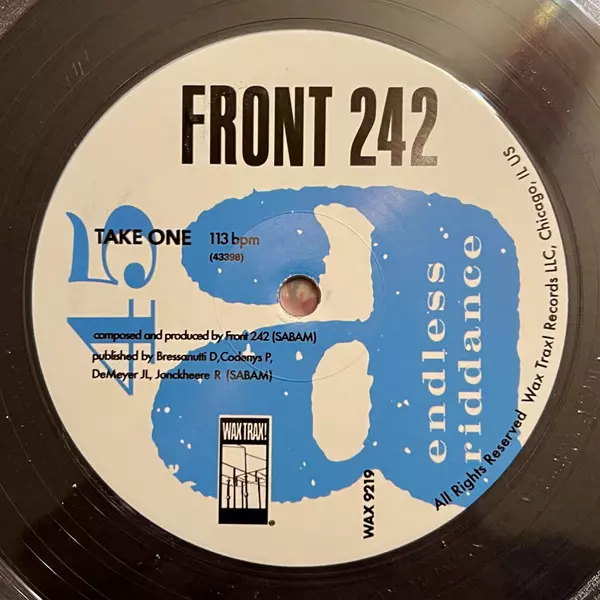 FRONT 242
45
a
TAKE ONE 113 bpm
(43398)
composed and produced by Front 242 (SABAM)
published by Bressanutti D, Codenys P,
DeMeyer JL, Jonckheere R (SABAM)
endless
riddance
WAX TRAX!
®
WAX 9219
All Rights Reserved Wax Trax! Records LLC, Chicago, IL US